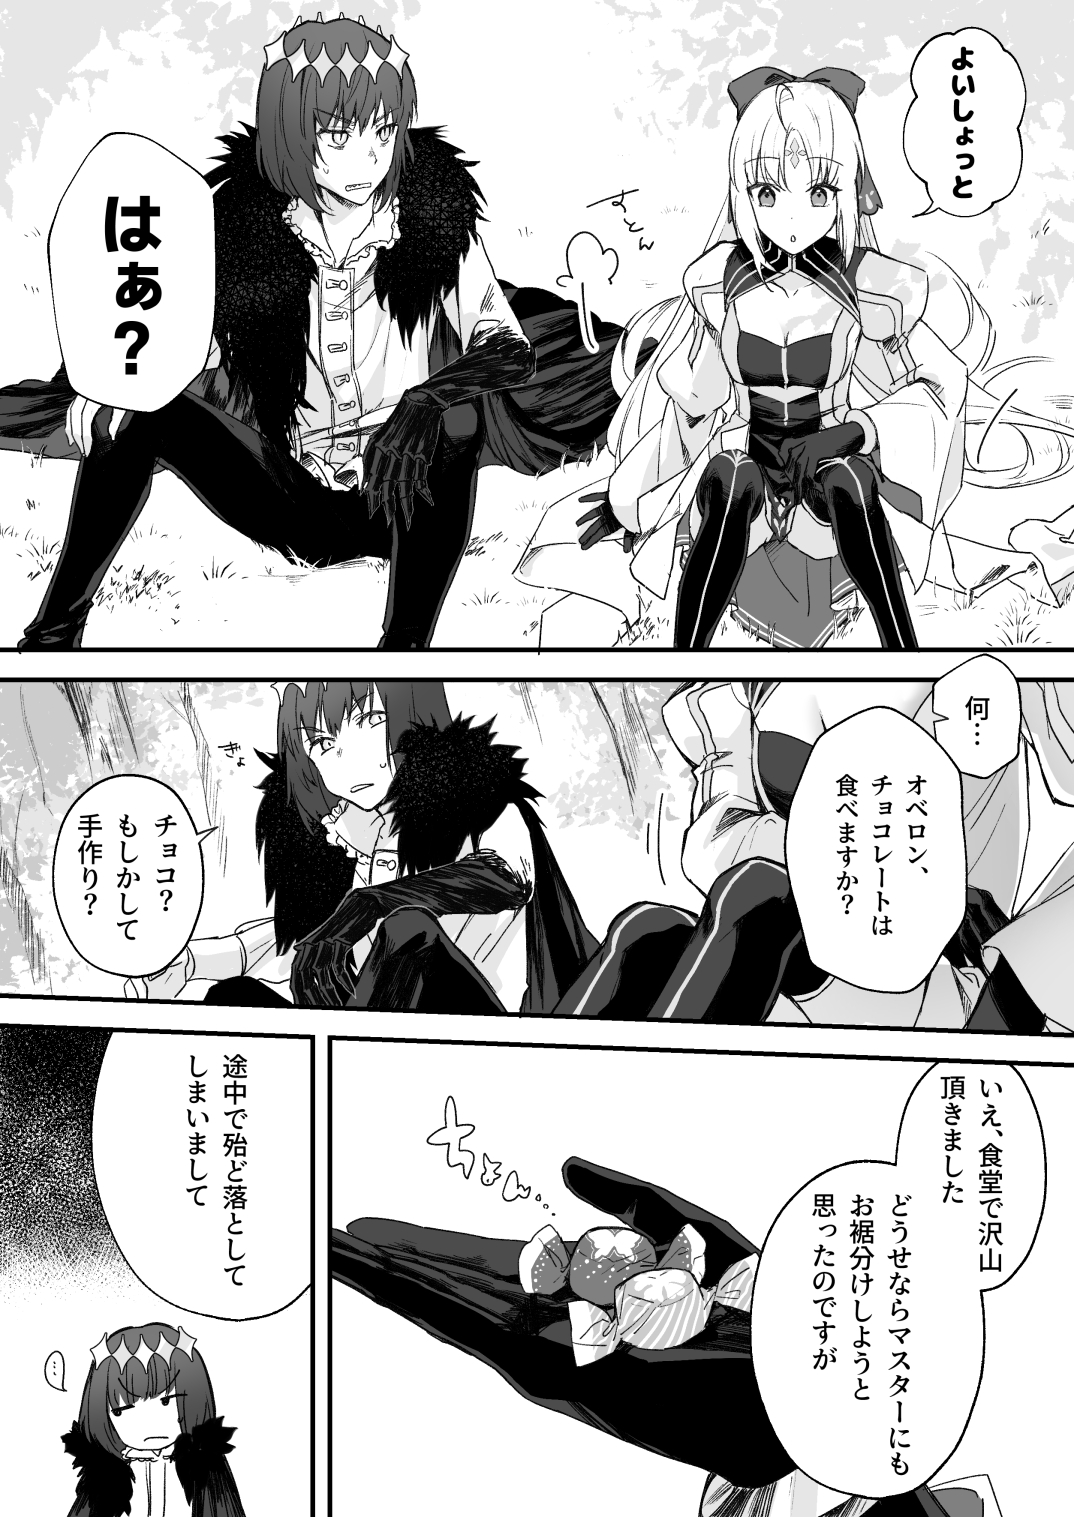 よいしょっと
すとん
はぁ？
何…
オベロン、
チョコレートは
食べますか？
きょ
チョコ？
もしかして
手作り？
いえ、食堂で沢山
頂きました
どうせならマスターにも
お裾分けしようと
思ったのですが
ちょん…
途中で殆ど落として
しまいまして
…